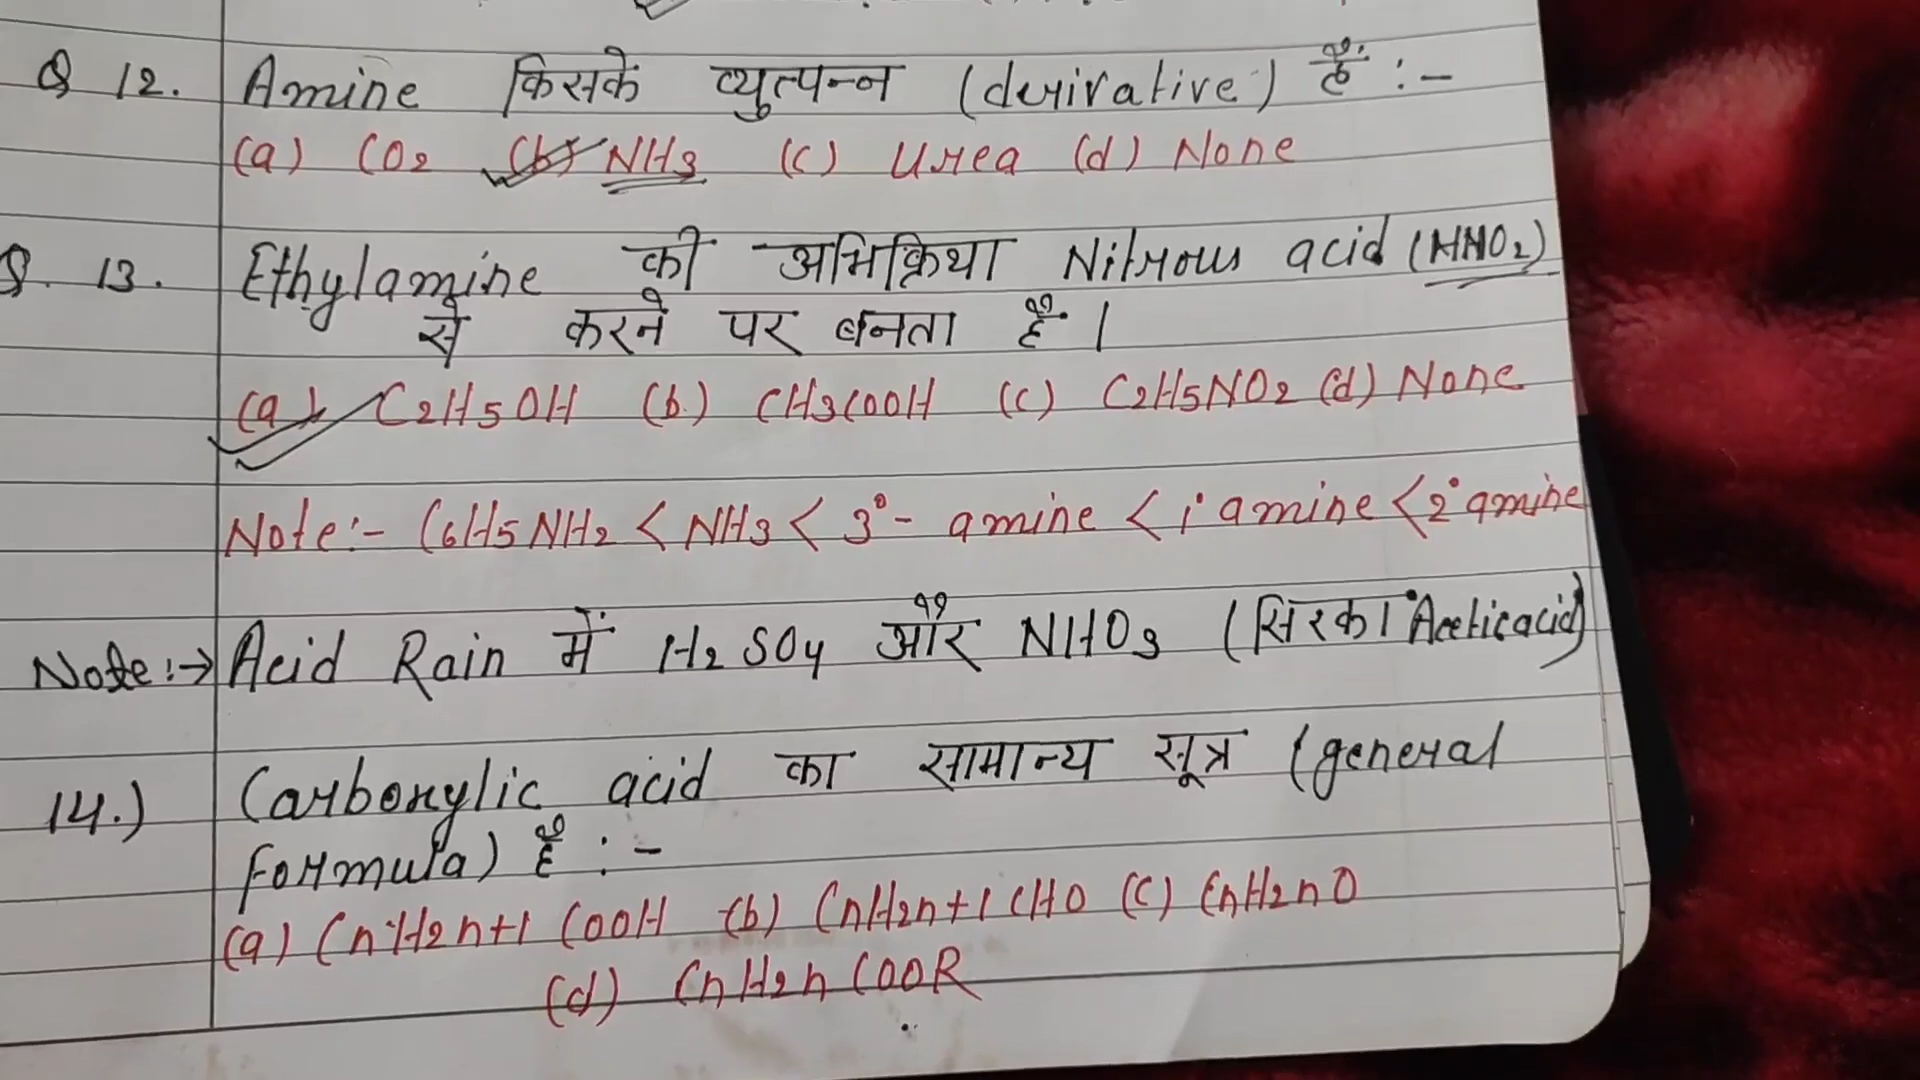 Q 12. Amine किसके व्युत्पन्न (derivative) हैं :-
(a) CO2 (b) NH3 (c) Urea (d) None
Q. 13. Ethylamine की अभिक्रिया Nitrous acid (HNO2)
से करने पर बनता हैं।
(a) C2H5OH (b) CH3COOH (c) C2H5NO2 (d) None
Note:- C6H5NH2 < NH3 < 3°- amine < 1° amine < 2° amine
Note:→ Acid Rain में H2SO4 और NHO3 (सिरका Acetic acid)
14.) Carboxylic acid का सामान्य सूत्र (general
formula) हैं :-
(a) CnH2n+1 COOH (b) CnH2n+1 CHO (c) CnH2nO
(d) CnH2n COOR